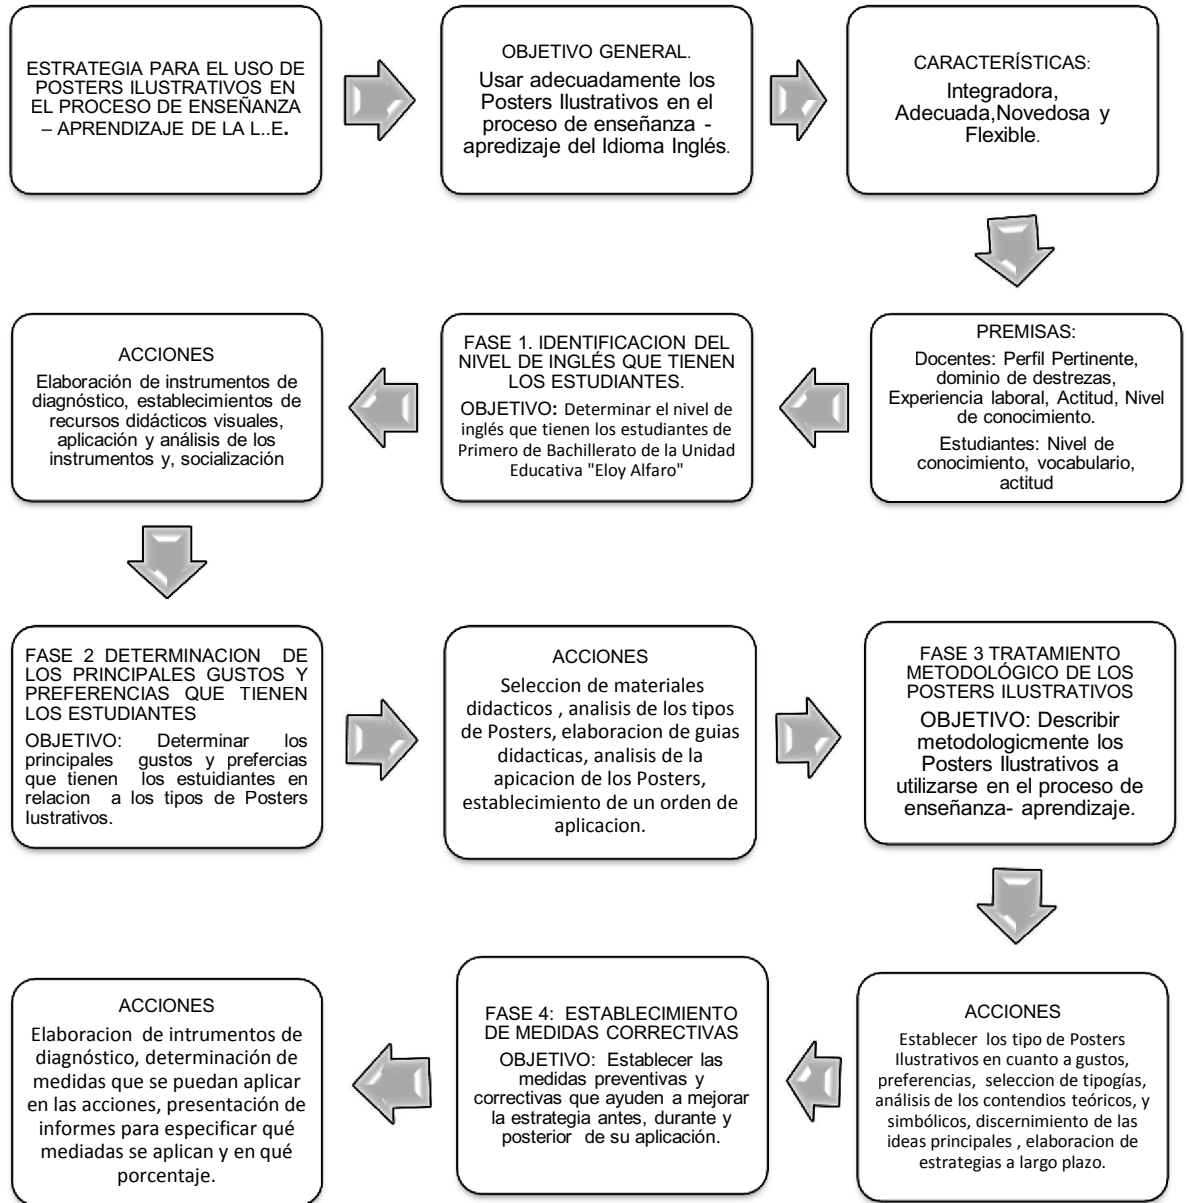 ESTRATEGIA PARA EL USO DE
POSTERS ILUSTRATIVOS EN
EL PROCESO DE ENSEÑANZA
– APRENDIZAJE DE LA L..E.
OBJETIVO GENERAL.
Usar adecuadamente los
Posters Ilustrativos en el
proceso de enseñanza -
apredizaje del Idioma Inglés.
CARACTERÍSTICAS:
Integradora,
Adecuada,Novedosa y
Flexible.
PREMISAS:
Docentes: Perfil Pertinente,
dominio de destrezas,
Experiencia laboral, Actitud, Nivel
de conocimiento.
Estudiantes: Nivel de
conocimiento, vocabulario,
actitud
FASE 1. IDENTIFICACION DEL
NIVEL DE INGLÉS QUE TIENEN
LOS ESTUDIANTES.
OBJETIVO: Determinar el nivel de
inglés que tienen los estudiantes de
Primero de Bachillerato de la Unidad
Educativa "Eloy Alfaro"
ACCIONES
Elaboración de instrumentos de
diagnóstico, establecimientos de
recursos didácticos visuales,
aplicación y análisis de los
instrumentos y, socialización
FASE 2 DETERMINACION DE
LOS PRINCIPALES GUSTOS Y
PREFERENCIAS QUE TIENEN
LOS ESTUDIANTES
OBJETIVO: Determinar los
principales gustos y prefercias
que tienen los estuidiantes en
relacion a los tipos de Posters
lustrativos.
ACCIONES
Seleccion de materiales
didacticos , analisis de los tipos
de Posters, elaboracion de guias
didacticas, analisis de la
apicacion de los Posters,
establecimiento de un orden de
aplicacion.
FASE 3 TRATAMIENTO
METODOLÓGICO DE LOS
POSTERS ILUSTRATIVOS
OBJETIVO: Describir
metodologicmente los
Posters Ilustrativos a
utilizarse en el proceso de
enseñanza- aprendizaje.
ACCIONES
Establecer los tipo de Posters
Ilustrativos en cuanto a gustos,
preferencias, seleccion de tipogías,
análisis de los contendios teóricos, y
simbólicos, discernimiento de las
ideas principales , elaboracion de
estrategias a largo plazo.
FASE 4: ESTABLECIMIENTO
DE MEDIDAS CORRECTIVAS
OBJETIVO: Establecer las
medidas preventivas y
correctivas que ayuden a mejorar
la estrategia antes, durante y
posterior de su aplicación.
ACCIONES
Elaboracion de intrumentos de
diagnóstico, determinación de
medidas que se puedan aplicar
en las acciones, presentación de
informes para especificar qué
mediadas se aplican y en qué
porcentaje.